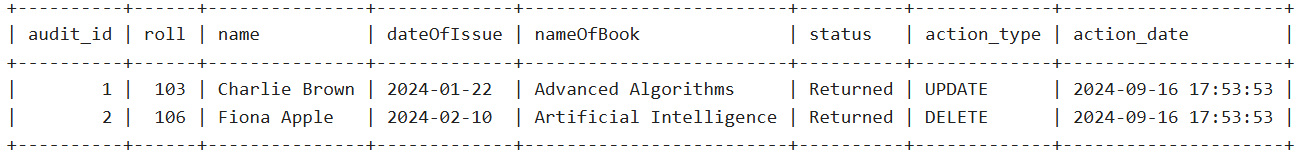 +----------+------+---------------+-------------+-------------------------+----------+-------------+---------------------+
| audit_id | roll | name          | dateOfIssue | nameOfBook              | status   | action_type | action_date         |
+----------+------+---------------+-------------+-------------------------+----------+-------------+---------------------+
|        1 |  103 | Charlie Brown | 2024-01-22  | Advanced Algorithms     | Returned | UPDATE      | 2024-09-16 17:53:53 |
|        2 |  106 | Fiona Apple   | 2024-02-10  | Artificial Intelligence | Returned | DELETE      | 2024-09-16 17:53:53 |
+----------+------+---------------+-------------+-------------------------+----------+-------------+---------------------+